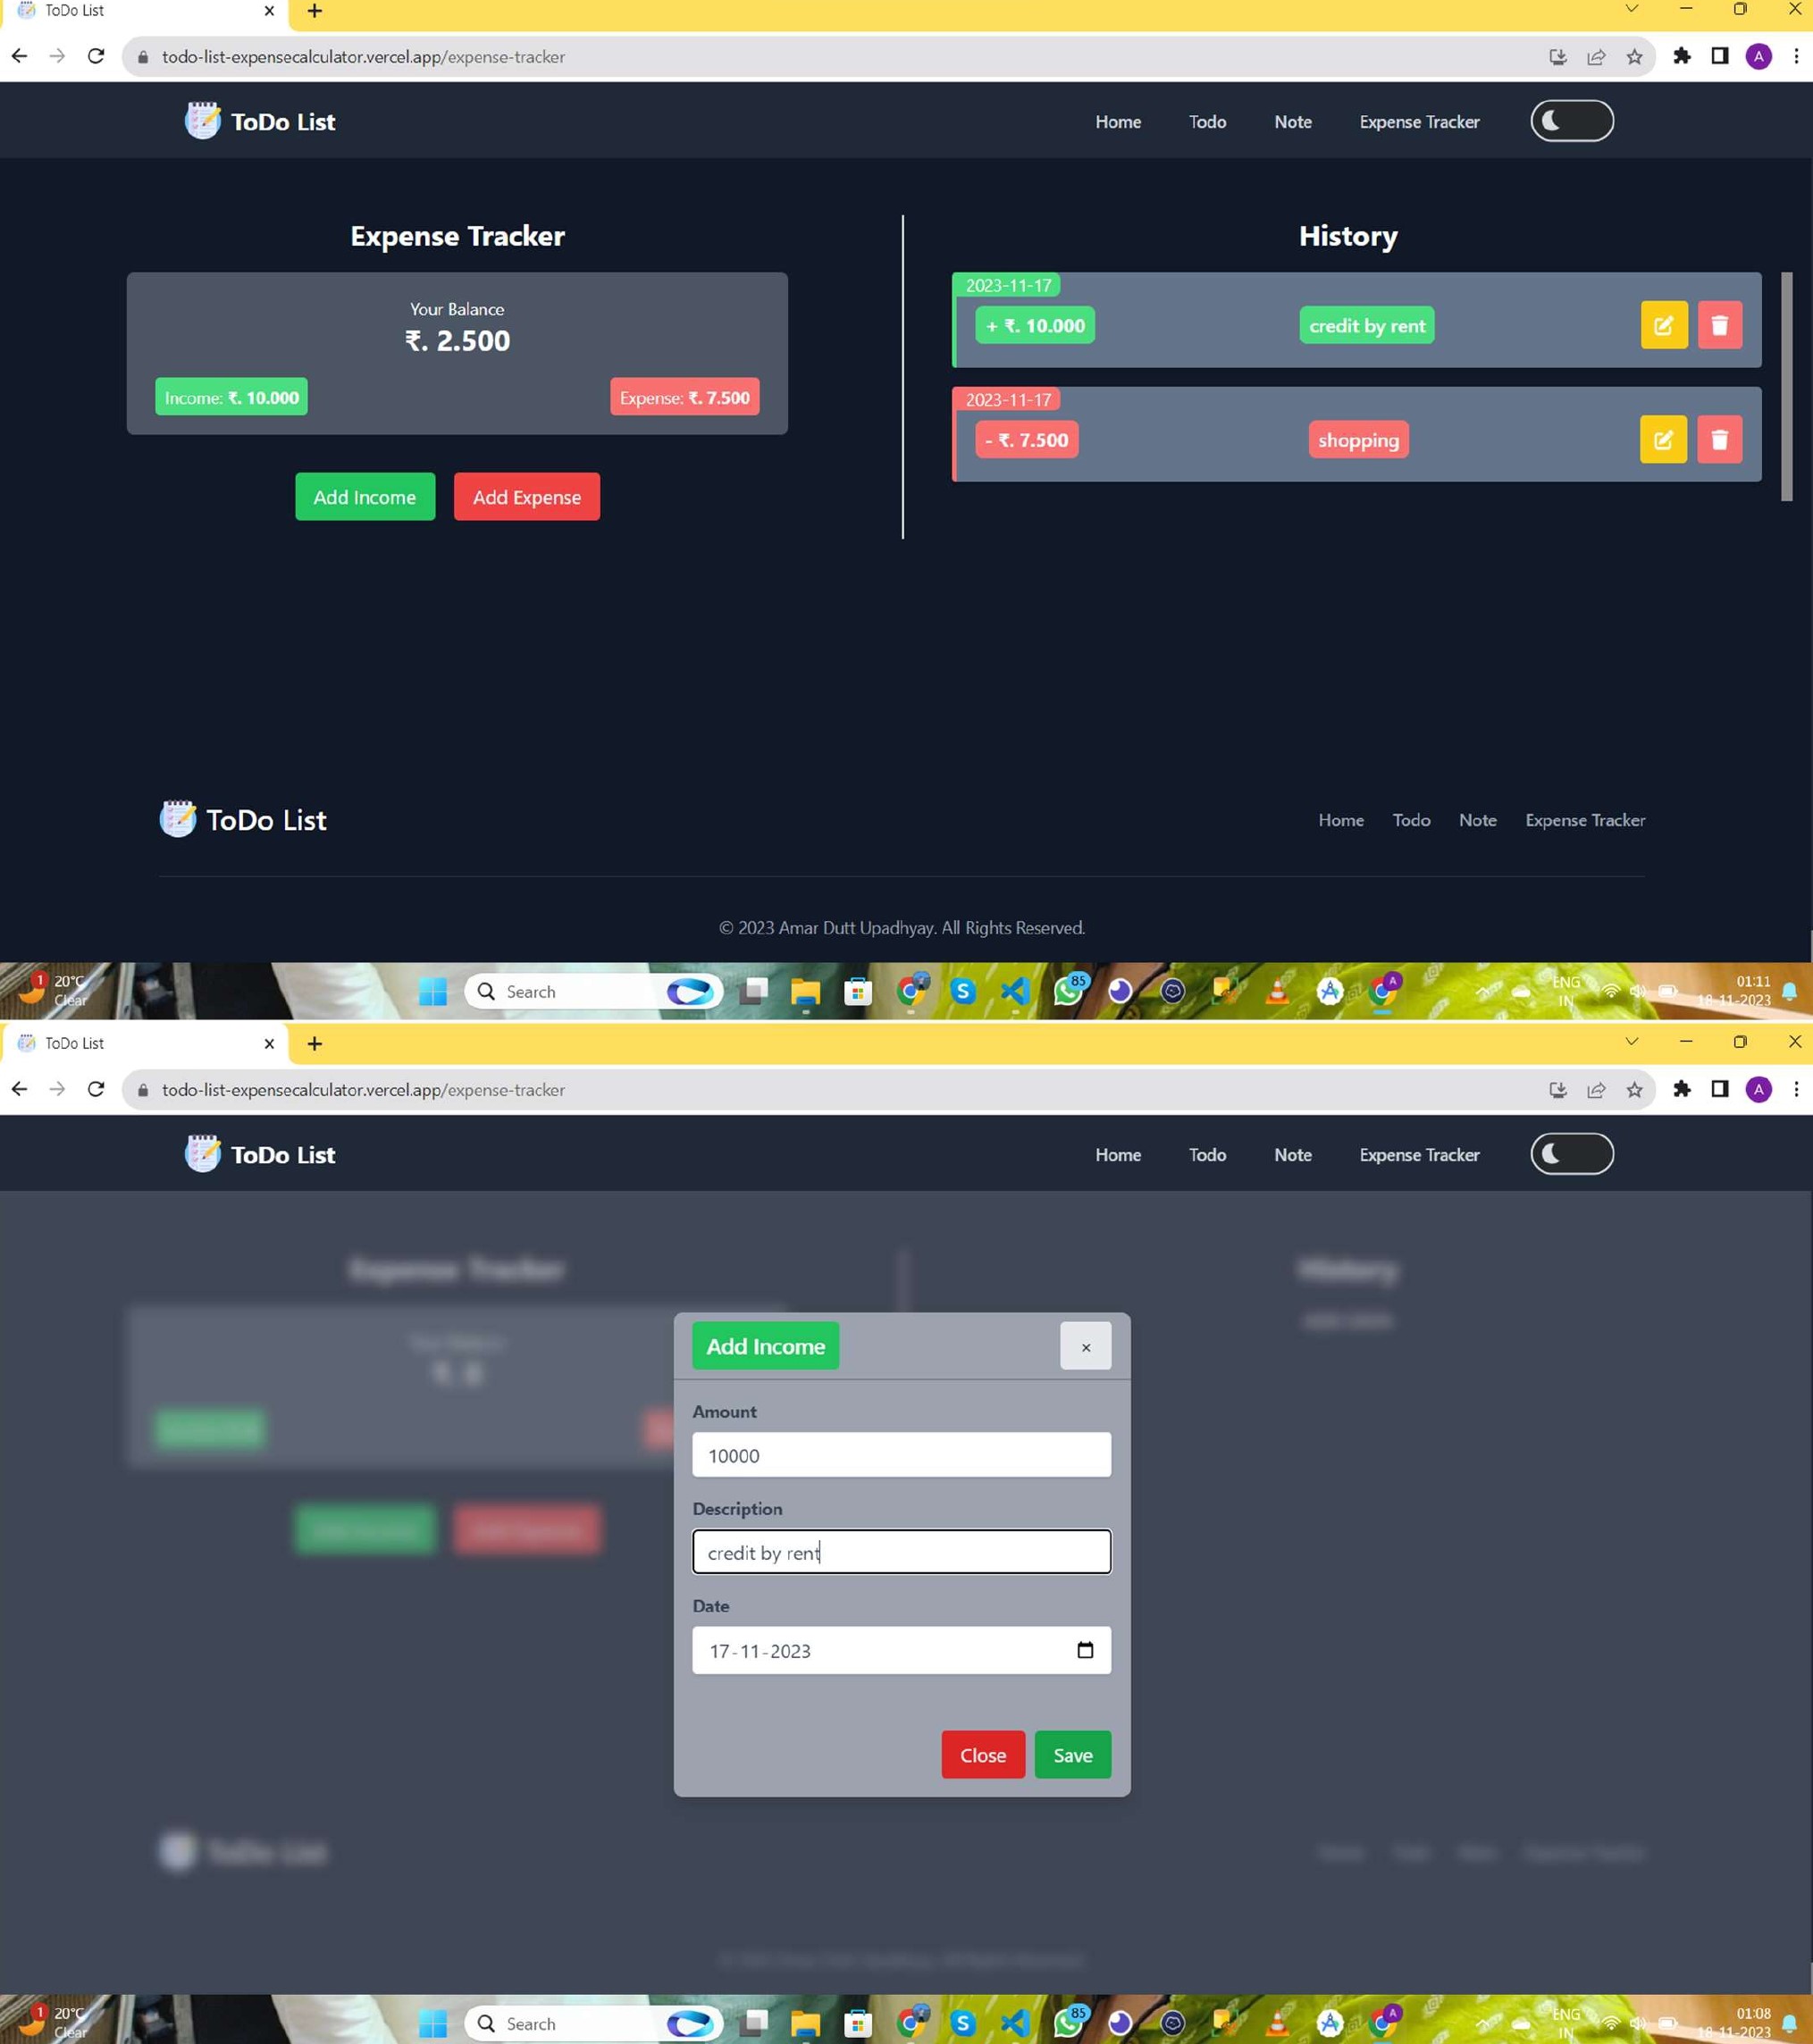 ToDo List
todo-list-expensecalculator.vercel.app/expense-tracker
A
ToDo List
Home Todo Note Expense Tracker
Expense Tracker
Your Balance
₹. 2.500
Income: ₹. 10.000 Expense: ₹. 7.500
Add Income Add Expense
History
2023-11-17
+ ₹. 10.000 credit by rent
2023-11-17
- ₹. 7.500 shopping
ToDo List
Home Todo Note Expense Tracker
© 2023 Amar Dutt Upadhyay. All Rights Reserved.
1
20°C
Clear
Search
85
A
ENG
IN
01:11
18-11-2023
ToDo List
todo-list-expensecalculator.vercel.app/expense-tracker
A
ToDo List
Home Todo Note Expense Tracker
Expense Tracker
History
Add Income ×
Amount
10000
Description
credit by rent
Date
17-11-2023
Close Save
ToDo List
1
20°C
Clear
Search
85
A
ENG
IN
01:08
18-11-2023